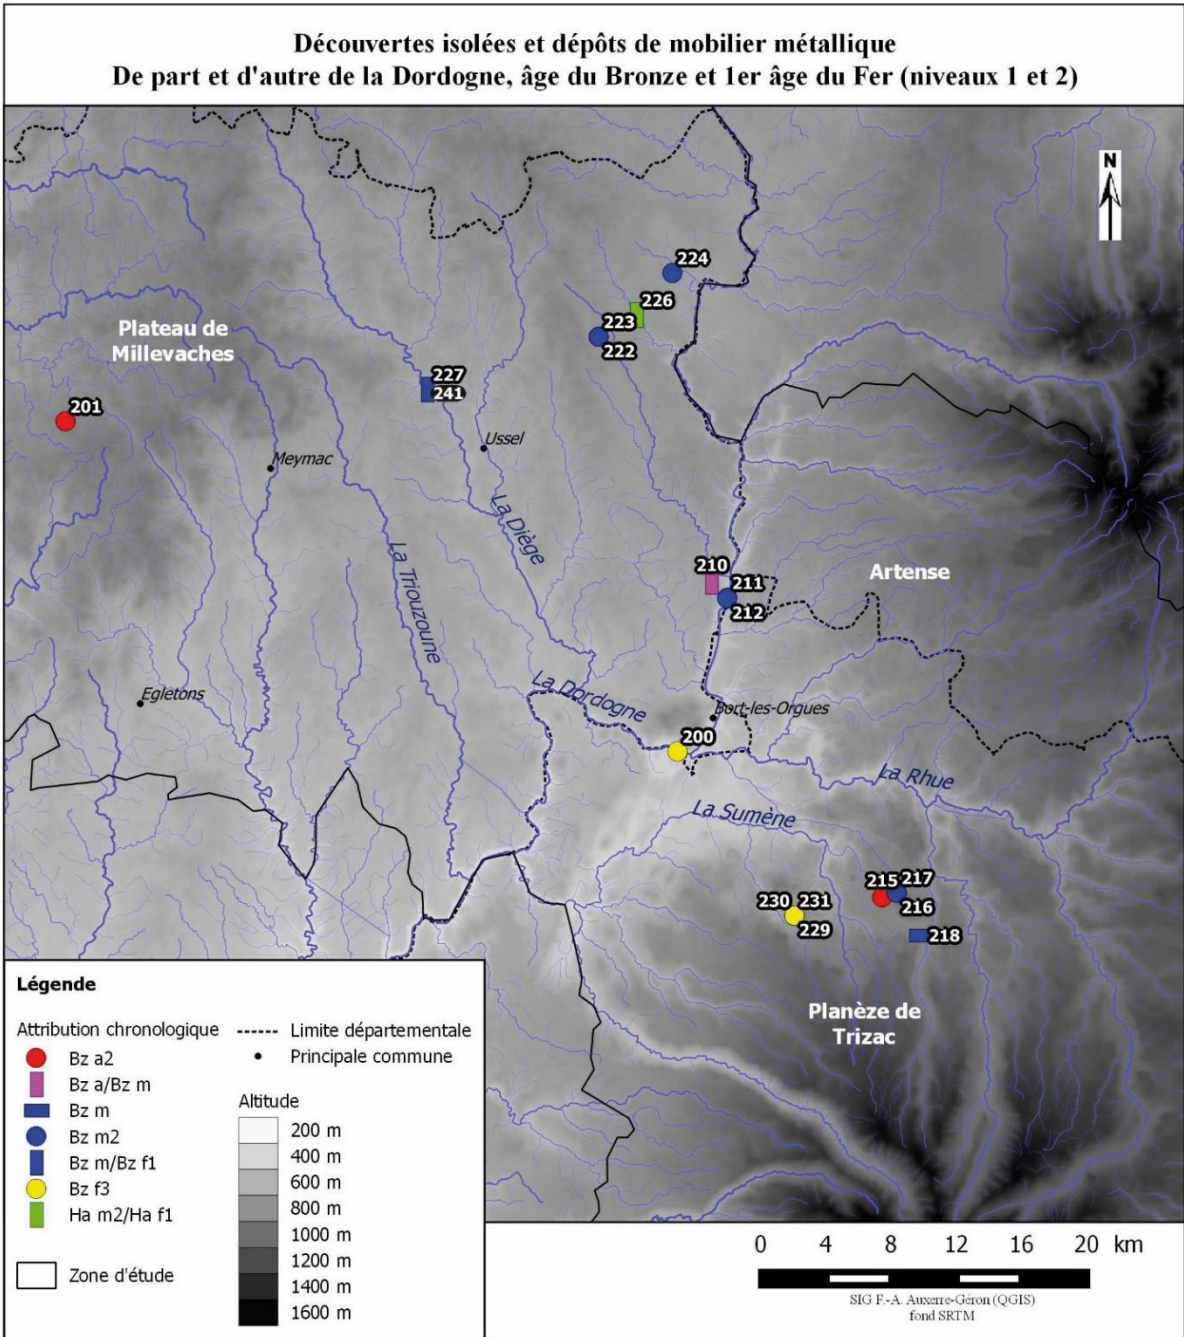 Découvertes isolées et dépôts de mobilier métallique
De part et d'autre de la Dordogne, âge du Bronze et 1er âge du Fer (niveaux 1 et 2)
N
224
226
223
222
Plateau de
Millevaches
227
241
201
Ussel
Meymac
La Diège
La Triouzoune
210
211
212
Artense
Egletons
La Dordogne
Bort-les-Orgues
200
La Rhue
La Sumène
215
217
216
230
231
229
218
Planèze de
Trizac
Légende
Attribution chronologique
Bz a2
Bz a/Bz m
Bz m
Bz m2
Bz m/Bz f1
Bz f3
Ha m2/Ha f1
Zone d'étude
Limite départementale
Principale commune
Altitude
200 m
400 m
600 m
800 m
1000 m
1200 m
1400 m
1600 m
0 4 8 12 16 20 km
SIG F.-A. Auxerre-Géron (QGIS)
fond SRTM